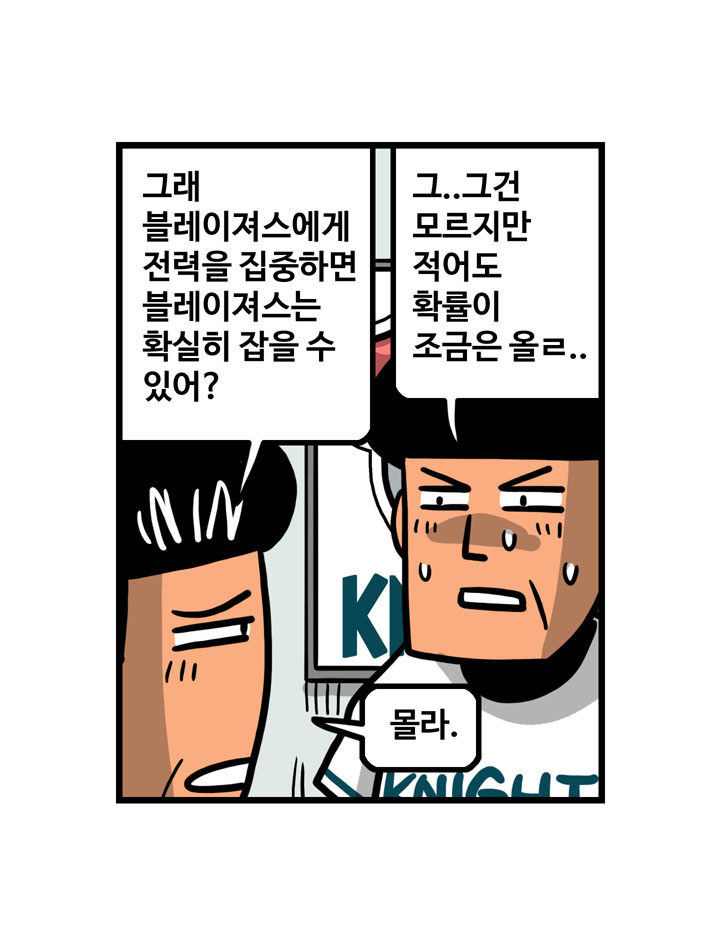 그래
블레이져스에게
전력을 집중하면
블레이져스는
확실히 잡을 수
있어?
그..그건
모르지만
적어도
확률이
조금은 올ㄹ..
몰라.
KNIGHT